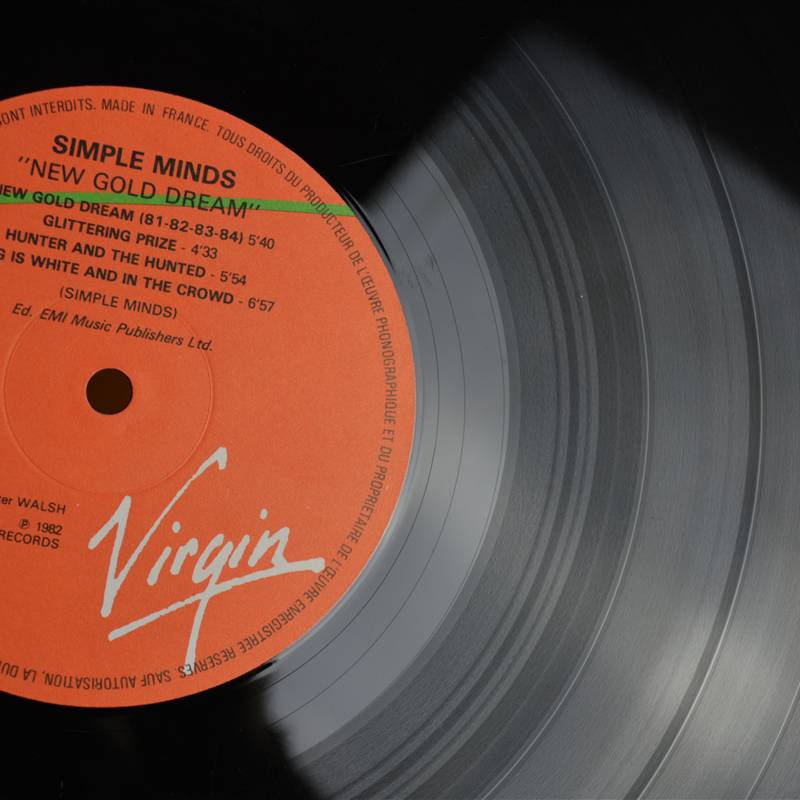 SONT INTERDITS. MADE IN FRANCE. TOUS DROITS DU PRODUCTEUR DE L'ŒUVRE PHONOGRAPHIQUE ET DU PROPRIETAIRE DE L'ŒUVRE ENREGISTREE RESERVES. SAUF AUTORISATION, LA DU
SIMPLE MINDS
"NEW GOLD DREAM"
NEW GOLD DREAM (81-82-83-84) 5'40
GLITTERING PRIZE - 4'33
HUNTER AND THE HUNTED - 5'54
G IS WHITE AND IN THE CROWD - 6'57
(SIMPLE MINDS)
Ed. EMI Music Publishers Ltd.
ter WALSH
℗ 1982
RECORDS
Virgin